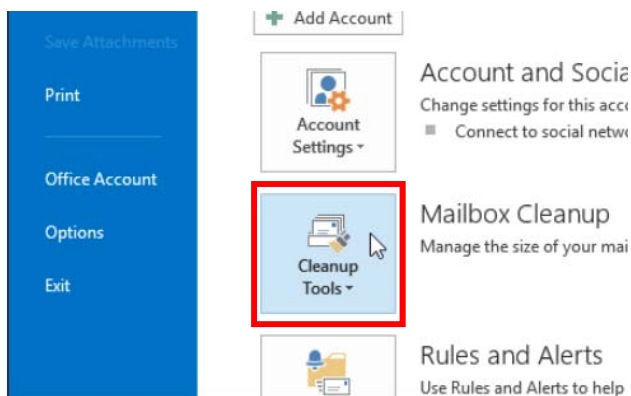 Save Attachments
Print
Office Account
Options
Exit
Add Account
Account
Settings
Account and Socia
Change settings for this acco
Connect to social netwo
Cleanup
Tools
Mailbox Cleanup
Manage the size of your mai
Rules and Alerts
Use Rules and Alerts to help